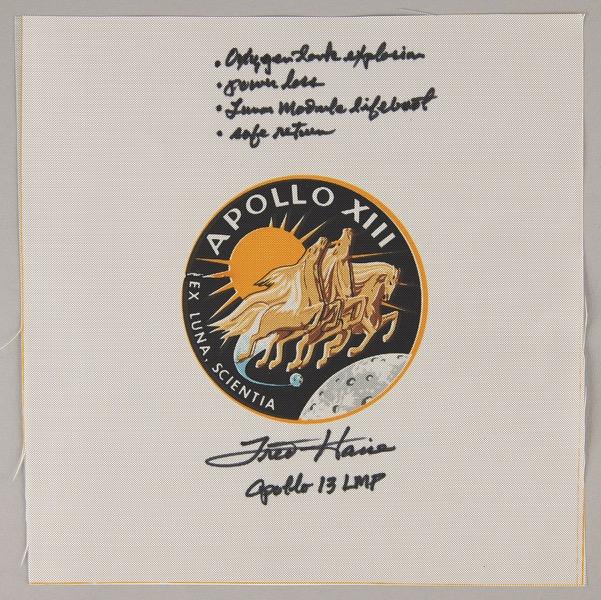 • Oxygen tank explosion
• power loss
• Lunar Module lifeboat
• safe return
APOLLO XIII
EX LUNA, SCIENTIA
Fred Haise
Apollo 13 LMP